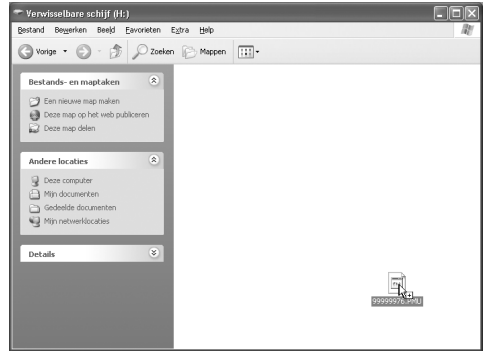 Verwisselbare schijf (H:)
Bestand Bewerken Beeld Favorieten Extra Help
Vorige Zoeken Mappen
Bestands- en maptaken
Een nieuwe map maken
Deze map op het web publiceren
Deze map delen
Andere locaties
Deze computer
Mijn documenten
Gedeelde documenten
Mijn netwerklocaties
Details
99999976.PMU